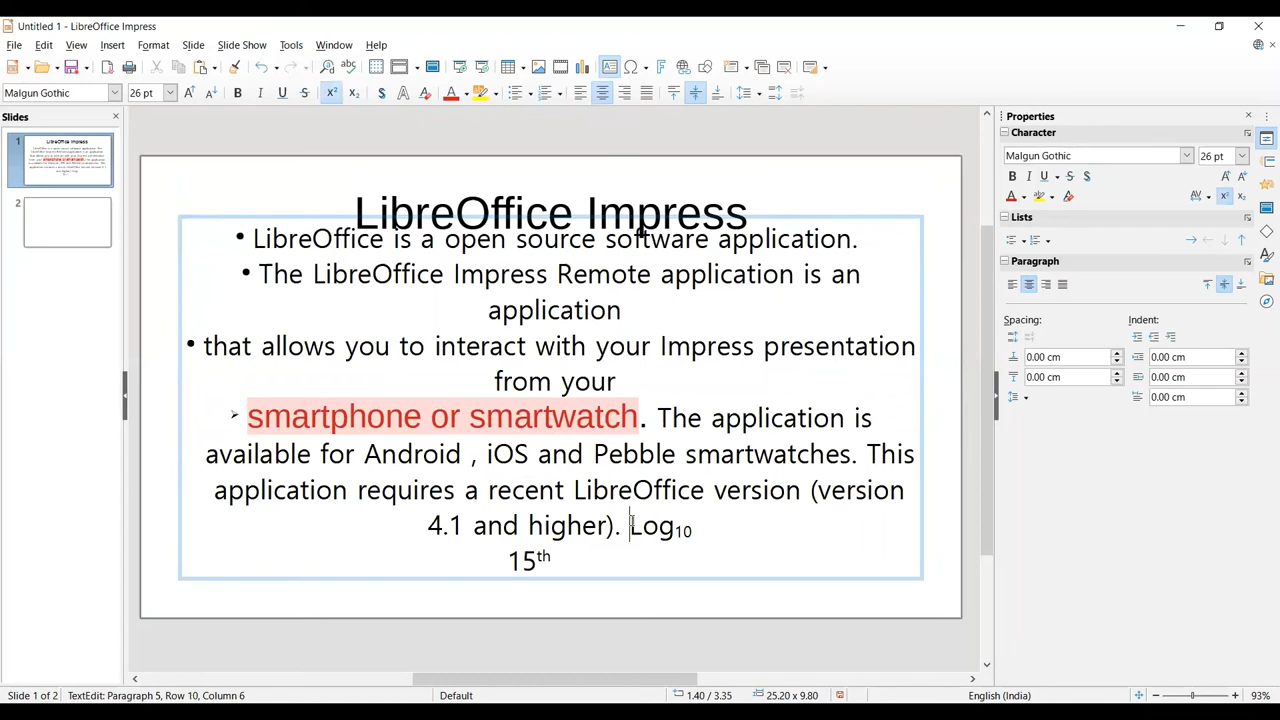 Untitled 1 - LibreOffice Impress
File Edit View Insert Format Slide Slide Show Tools Window Help
Malgun Gothic 26 pt
Slides
Properties
Character
Malgun Gothic 26 pt
Lists
Paragraph
Spacing: Indent:
0.00 cm 0.00 cm
0.00 cm 0.00 cm
0.00 cm
1
2
LibreOffice Impress
• LibreOffice is a open source software application.
• The LibreOffice Impress Remote application is an
application
• that allows you to interact with your Impress presentation
from your
➢ smartphone or smartwatch. The application is
available for Android , iOS and Pebble smartwatches. This
application requires a recent LibreOffice version (version
4.1 and higher). Log₁₀
15ᵗʰ
Slide 1 of 2 TextEdit: Paragraph 5, Row 10, Column 6 Default 1.40 / 3.35 25.20 x 9.80 English (India) 93%